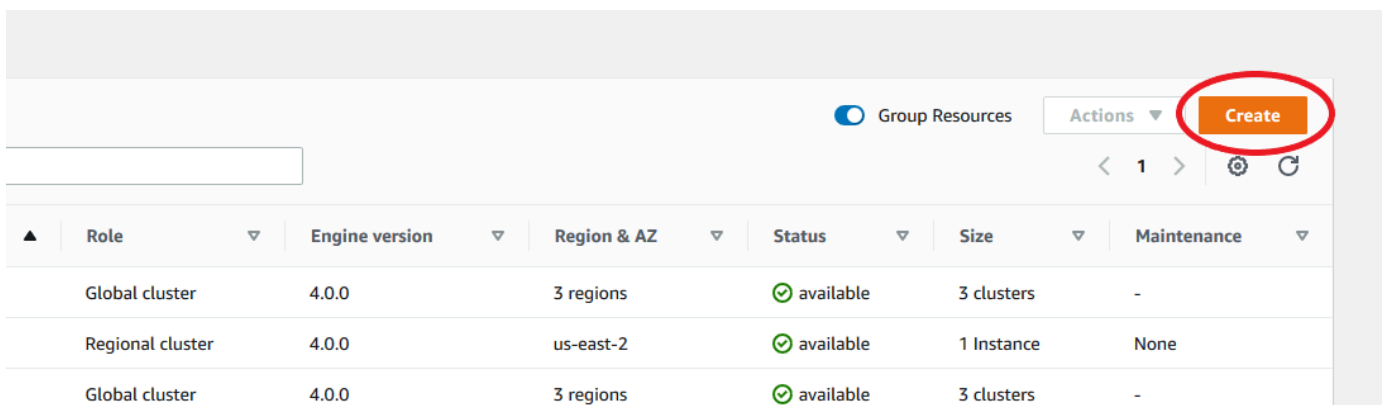 Group Resources Actions Create
1
Role Engine version Region & AZ Status Size Maintenance
Global cluster 4.0.0 3 regions available 3 clusters -
Regional cluster 4.0.0 us-east-2 available 1 Instance None
Global cluster 4.0.0 3 regions available 3 clusters -